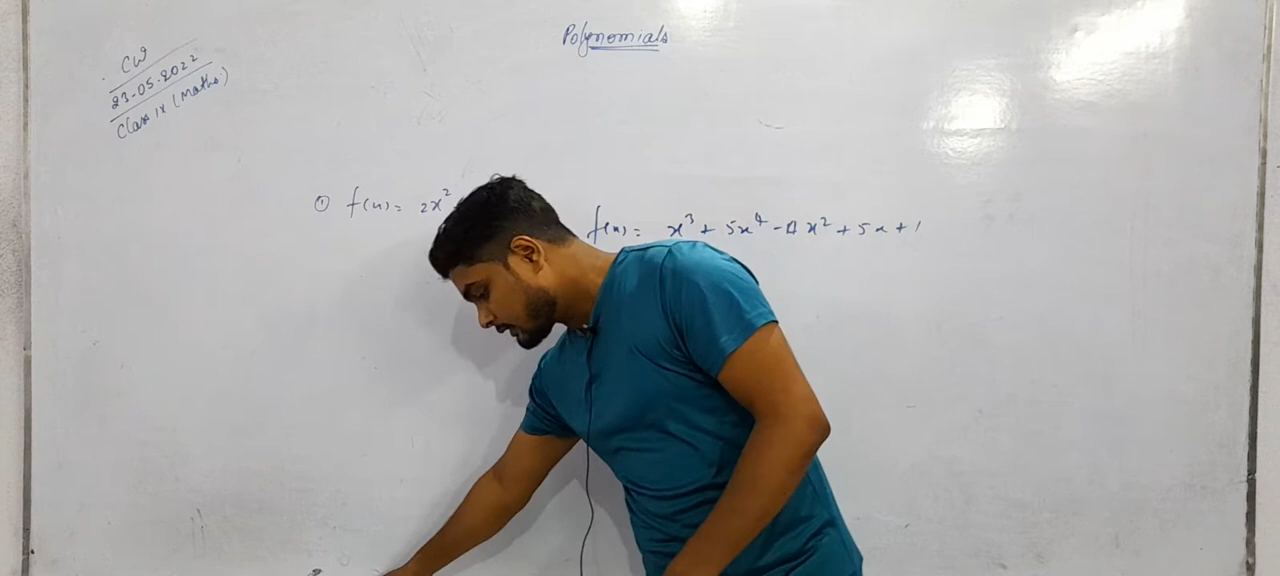 Polynomials
CW
23-05-2022
Class IX (Maths)
① f(x) = 2x²
f(x) = x³ + 5x⁴ - 4x² + 5x + 1